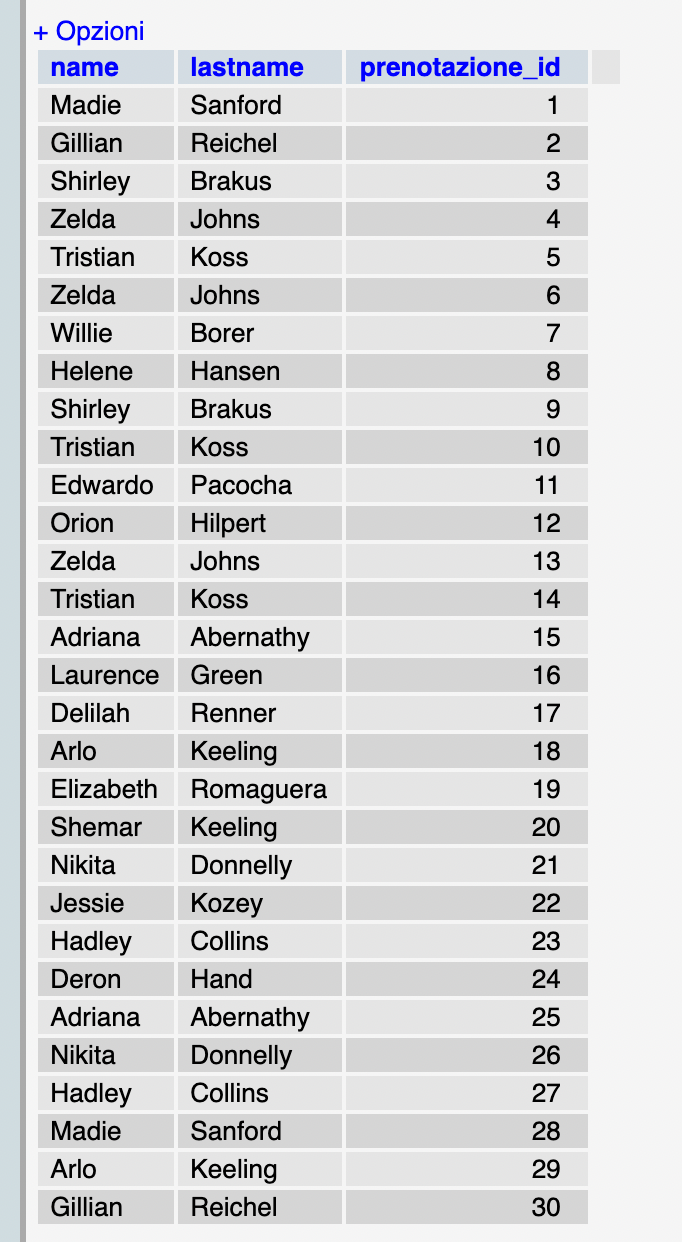 + Opzioni
name lastname prenotazione_id
Madie Sanford 1
Gillian Reichel 2
Shirley Brakus 3
Zelda Johns 4
Tristian Koss 5
Zelda Johns 6
Willie Borer 7
Helene Hansen 8
Shirley Brakus 9
Tristian Koss 10
Edwardo Pacocha 11
Orion Hilpert 12
Zelda Johns 13
Tristian Koss 14
Adriana Abernathy 15
Laurence Green 16
Delilah Renner 17
Arlo Keeling 18
Elizabeth Romaguera 19
Shemar Keeling 20
Nikita Donnelly 21
Jessie Kozey 22
Hadley Collins 23
Deron Hand 24
Adriana Abernathy 25
Nikita Donnelly 26
Hadley Collins 27
Madie Sanford 28
Arlo Keeling 29
Gillian Reichel 30